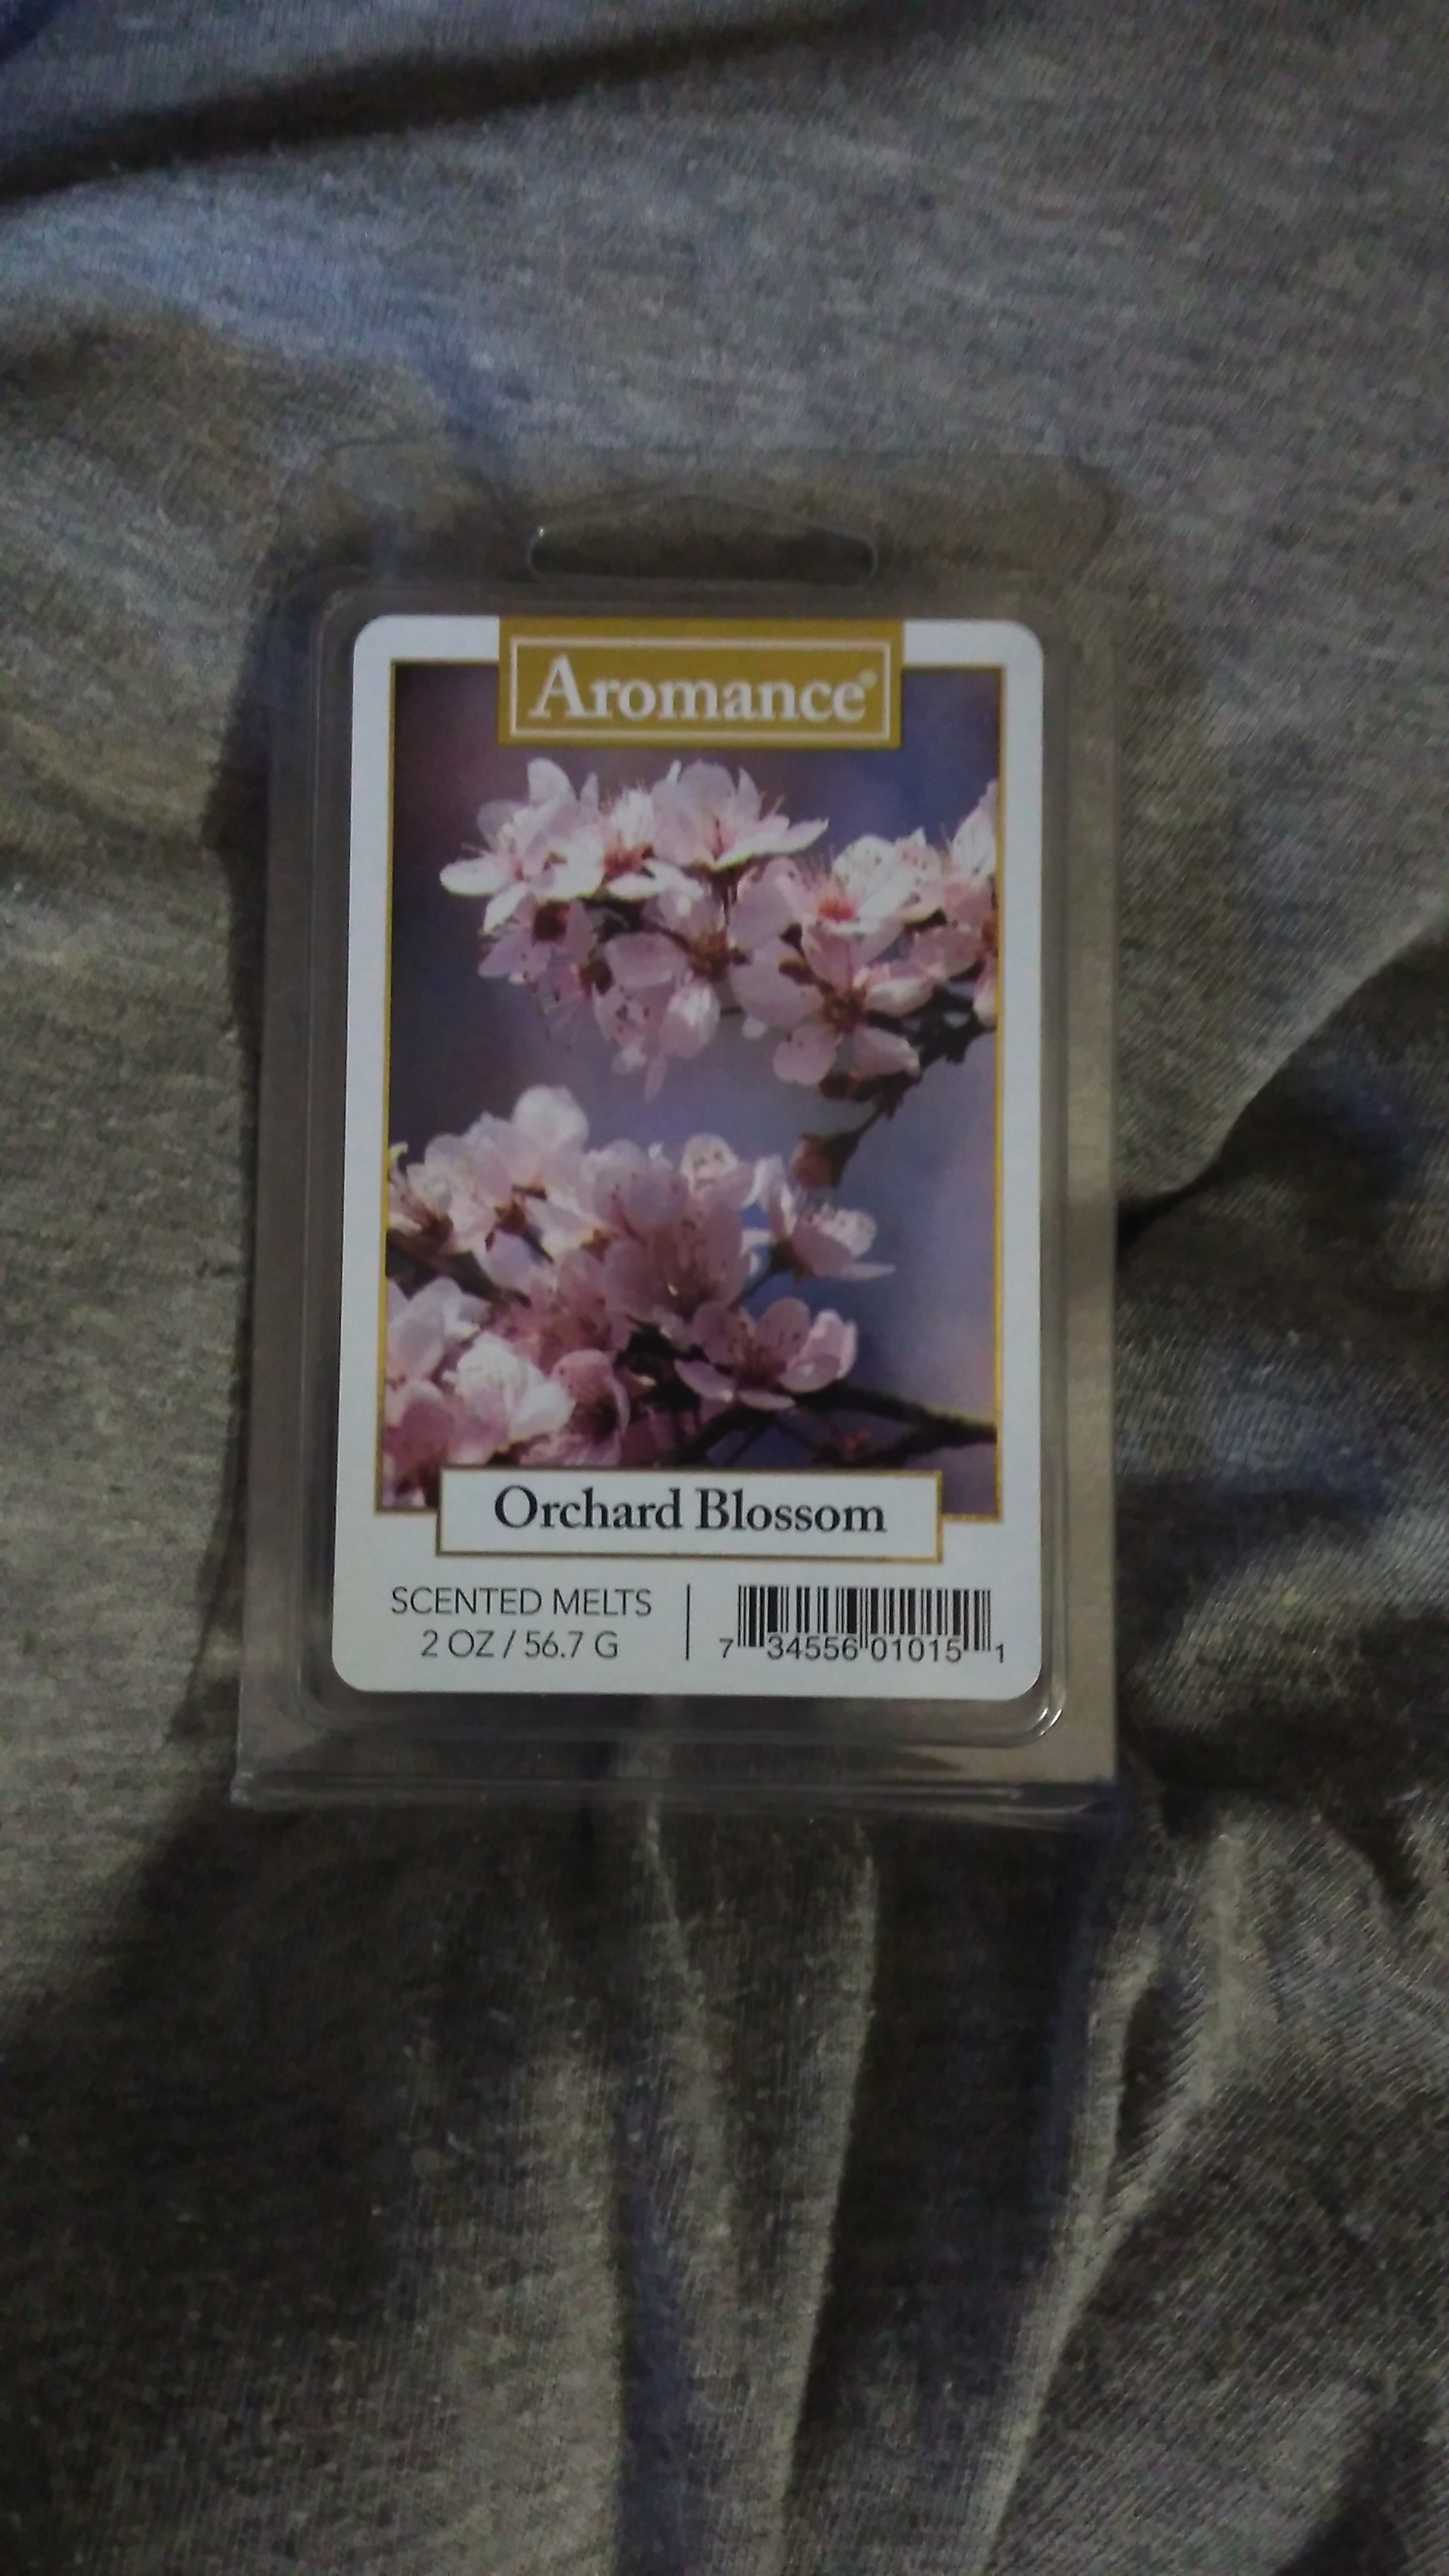 Aromance®
Orchard Blossom
SCENTED MELTS
2 OZ / 56.7 G
7 34556 01015 1